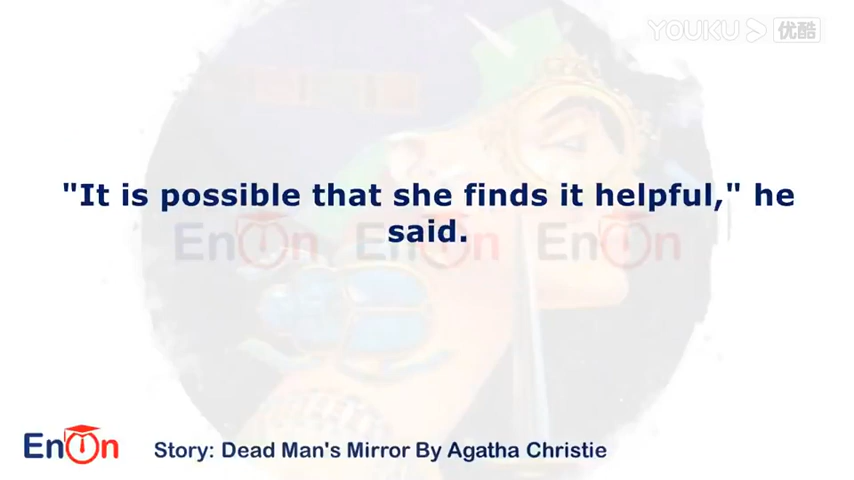 YOUKU 优酷
"It is possible that she finds it helpful," he
said.
EnOn EnOn EnOn
EnOn
Story: Dead Man's Mirror By Agatha Christie